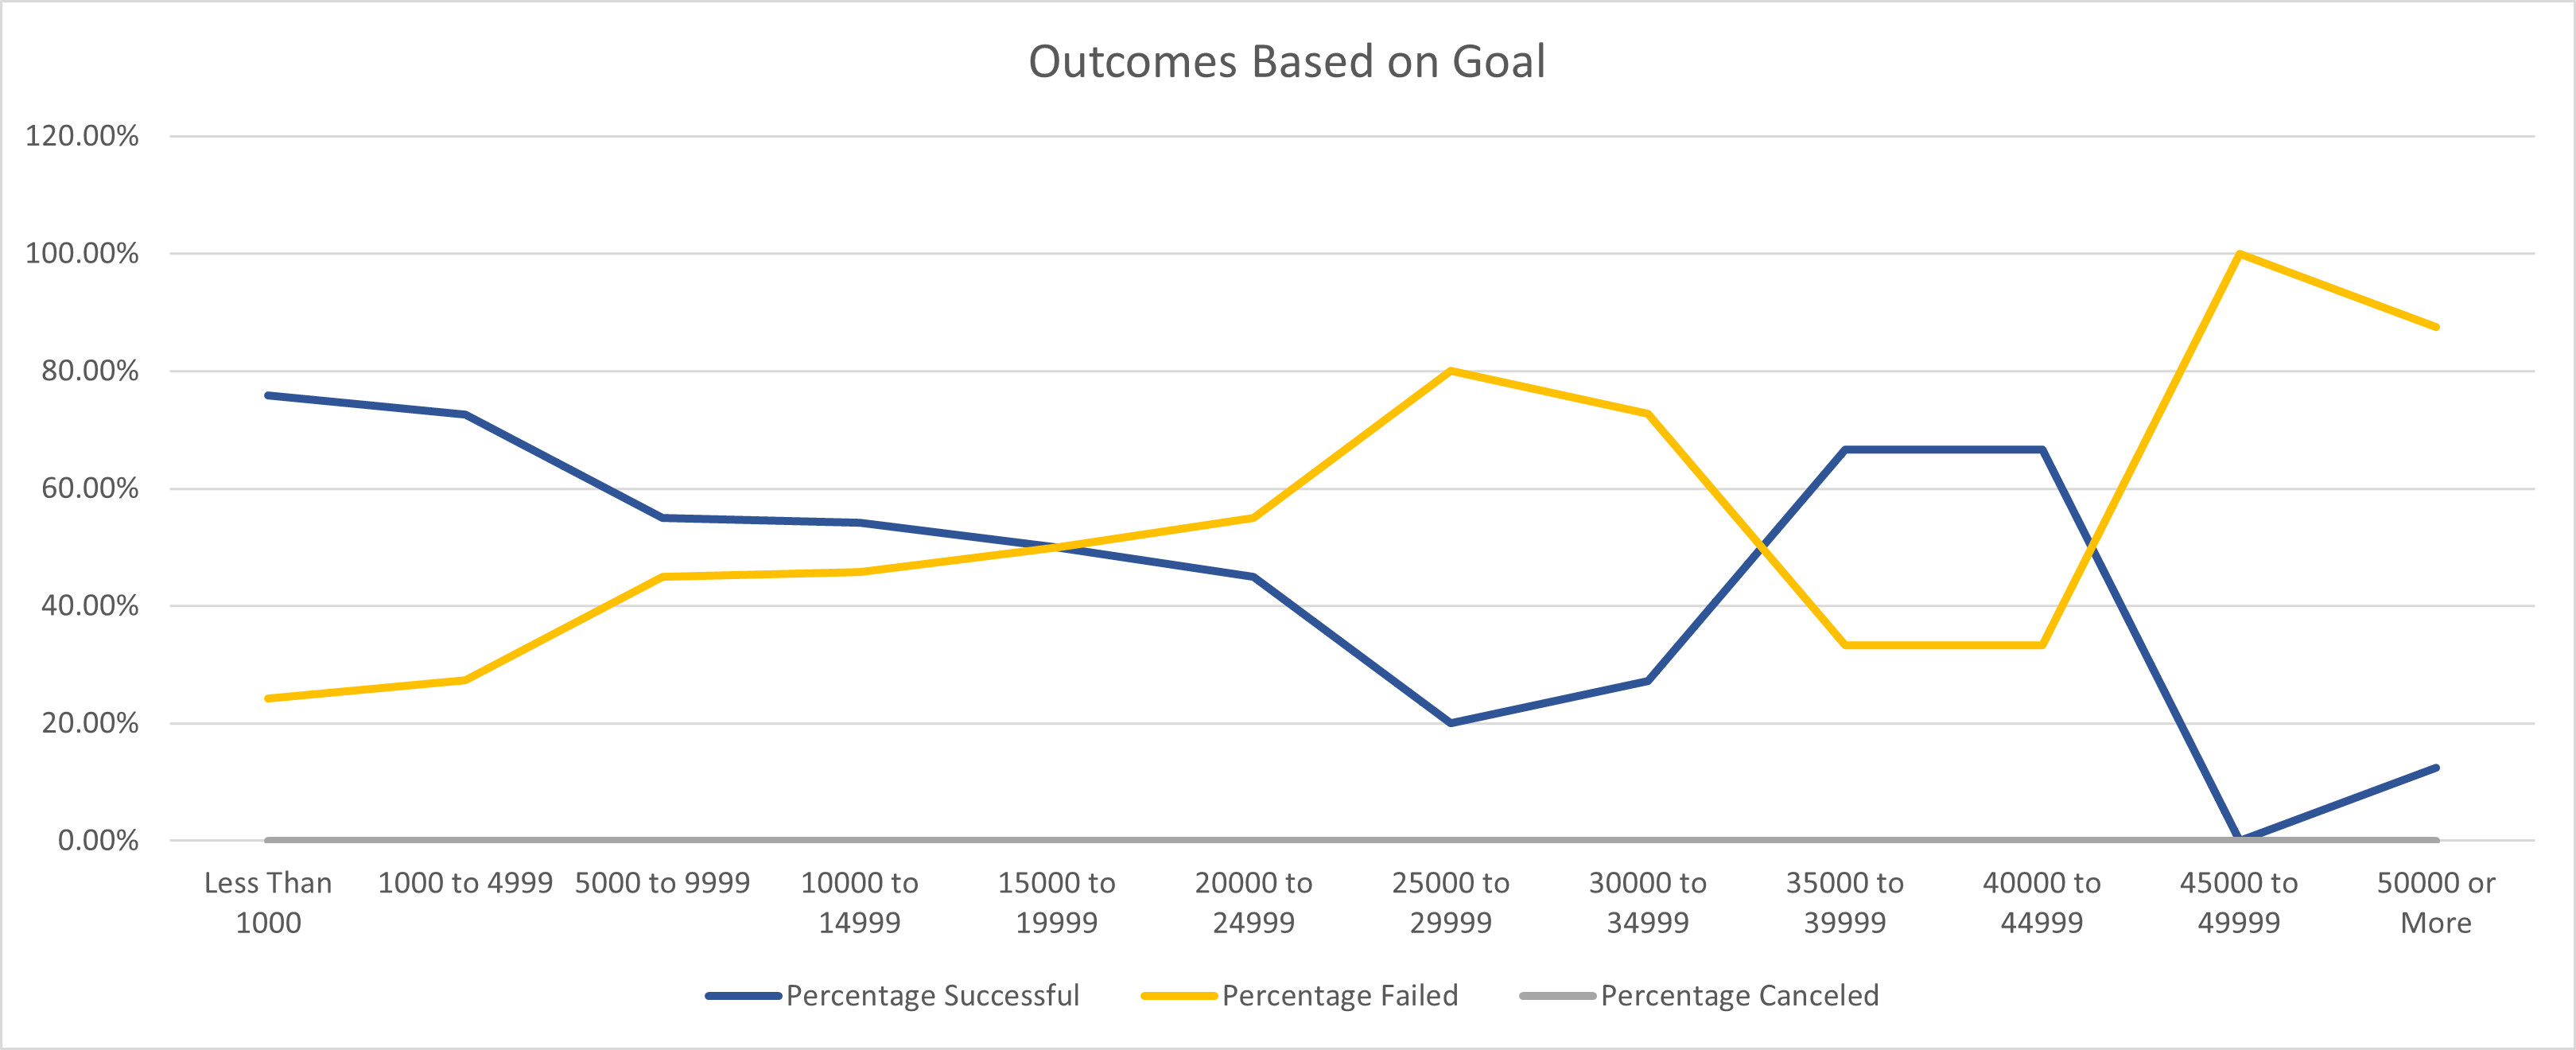 Outcomes Based on Goal
120.00%
100.00%
80.00%
60.00%
40.00%
20.00%
0.00%
Less Than
1000
1000 to 4999
5000 to 9999
10000 to
14999
15000 to
19999
20000 to
24999
25000 to
29999
30000 to
34999
35000 to
39999
40000 to
44999
45000 to
49999
50000 or
More
Percentage Successful
Percentage Failed
Percentage Canceled